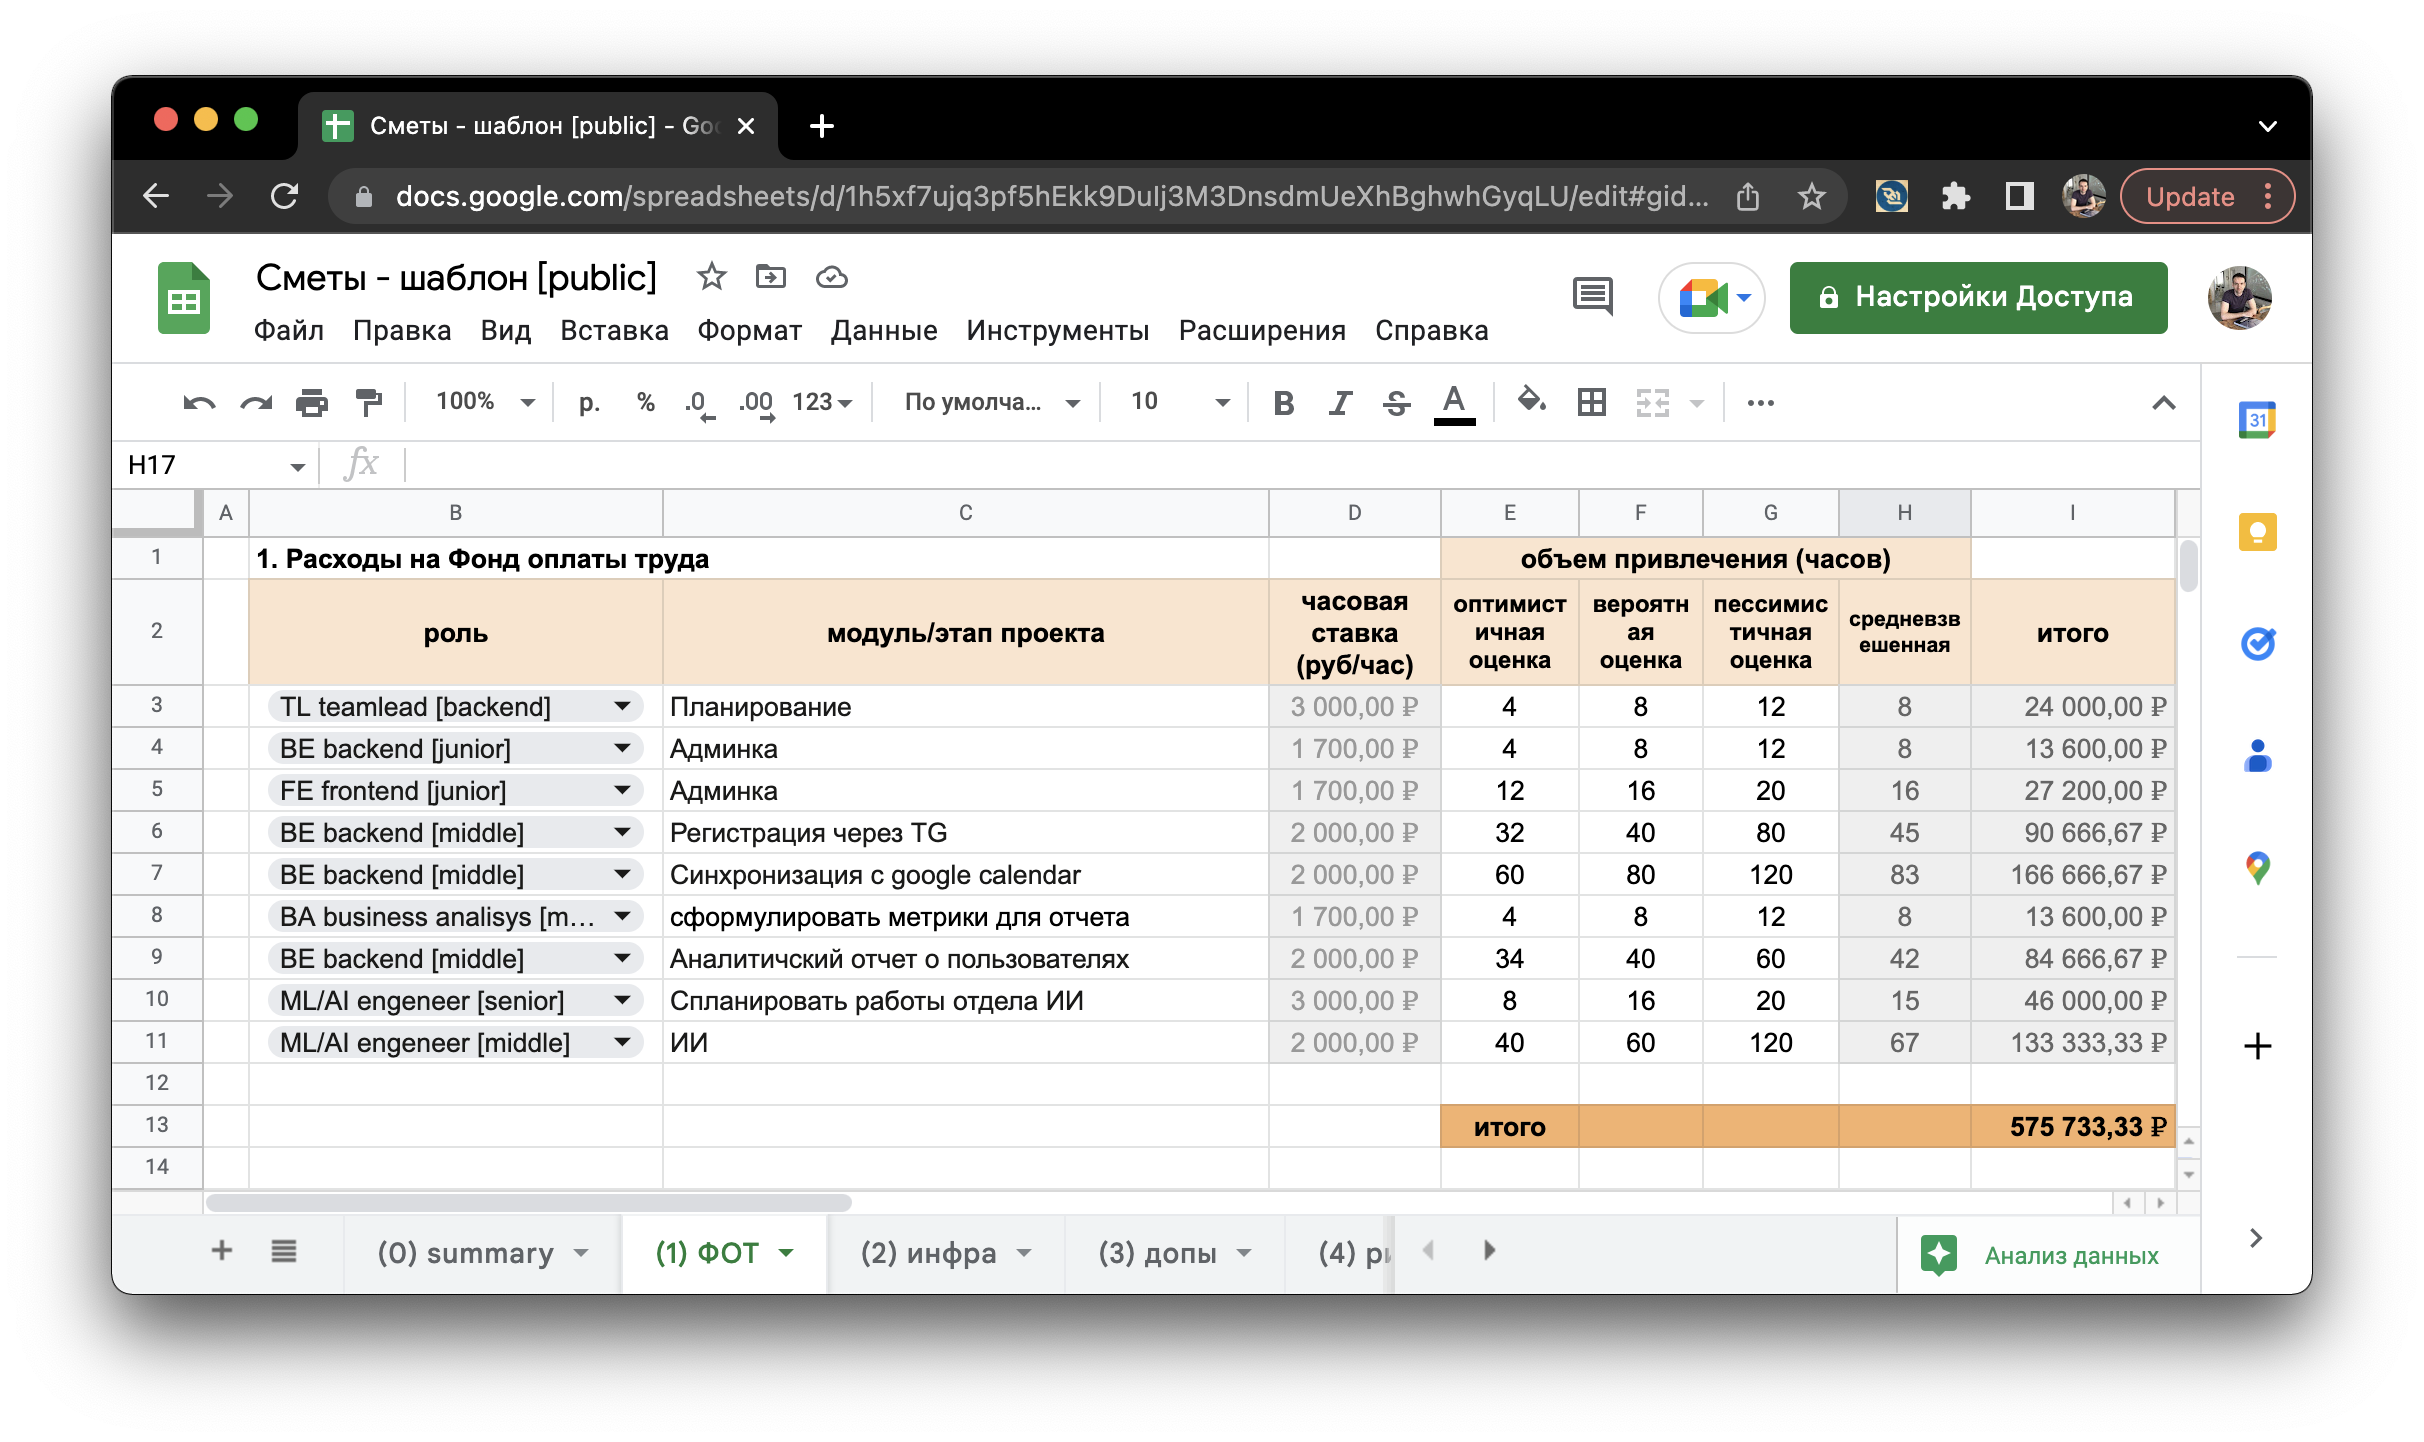 Сметы - шаблон [public] - Goo
docs.google.com/spreadsheets/d/1h5xf7ujq3pf5hEkk9DuIj3M3DnsdmUeXhBghwhGyqLU/edit#gid...
Update
Сметы - шаблон [public]
Настройки Доступа
Файл Правка Вид Вставка Формат Данные Инструменты Расширения Справка
100% р. % .0 .00 123 По умолча... 10 B I S A ...
31
H17 fx
A B C D E F G H I
1 1. Расходы на Фонд оплаты труда объем привлечения (часов)
2 роль модуль/этап проекта часовая ставка (руб/час) оптимистичная оценка вероятная оценка пессимистичная оценка средневзвешенная итого
3 TL teamlead [backend] Планирование 3 000,00 ₽ 4 8 12 8 24 000,00 ₽
4 BE backend [junior] Админка 1 700,00 ₽ 4 8 12 8 13 600,00 ₽
5 FE frontend [junior] Админка 1 700,00 ₽ 12 16 20 16 27 200,00 ₽
6 BE backend [middle] Регистрация через TG 2 000,00 ₽ 32 40 80 45 90 666,67 ₽
7 BE backend [middle] Синхронизация с google calendar 2 000,00 ₽ 60 80 120 83 166 666,67 ₽
8 BA business analisys [m... сформулировать метрики для отчета 1 700,00 ₽ 4 8 12 8 13 600,00 ₽
9 BE backend [middle] Аналитичский отчет о пользователях 2 000,00 ₽ 34 40 60 42 84 666,67 ₽
10 ML/AI engeneer [senior] Спланировать работы отдела ИИ 3 000,00 ₽ 8 16 20 15 46 000,00 ₽
11 ML/AI engeneer [middle] ИИ 2 000,00 ₽ 40 60 120 67 133 333,33 ₽
12
13 итого 575 733,33 ₽
14
(0) summary (1) ФОТ (2) инфра (3) допы (4) ри
Анализ данных